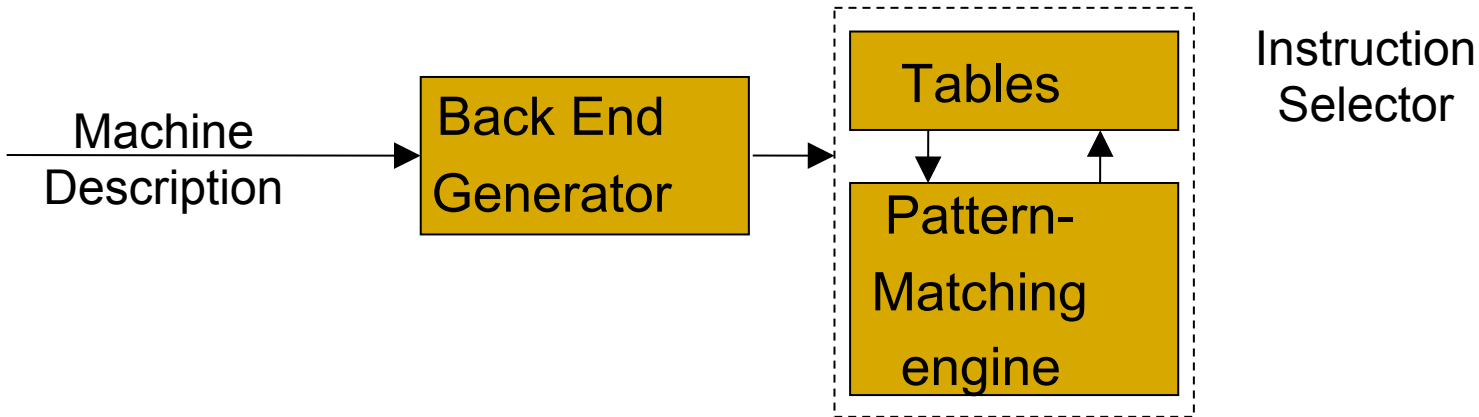 Machine
Description
Back End
Generator
Tables
Pattern-
Matching
engine
Instruction
Selector